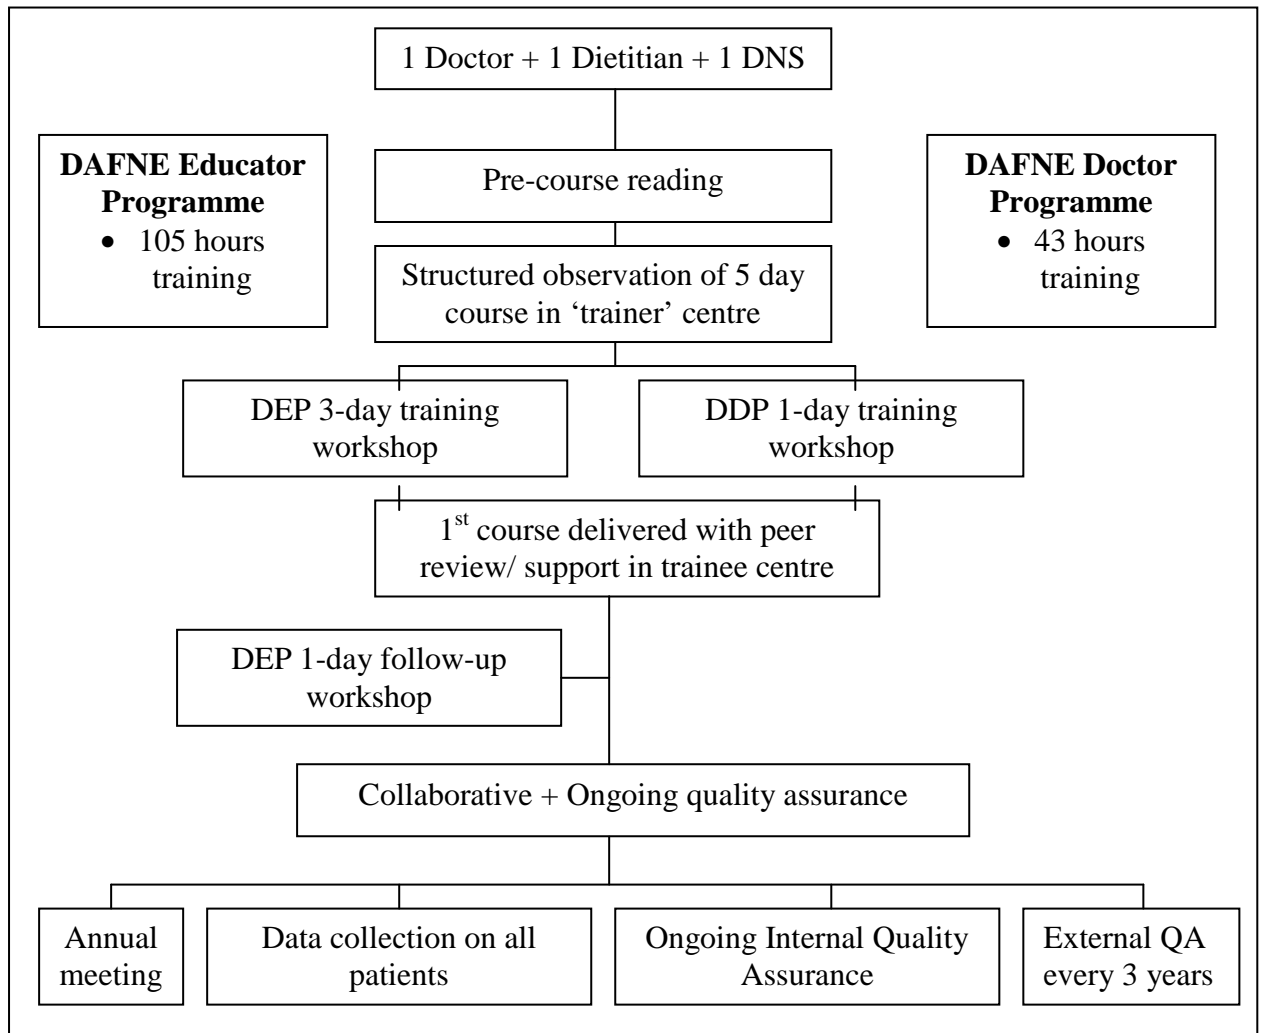 1 Doctor + 1 Dietitian + 1 DNS
DAFNE Educator
Programme
• 105 hours
training
Pre-course reading
DAFNE Doctor
Programme
• 43 hours
training
Structured observation of 5 day
course in ‘trainer’ centre
DEP 3-day training
workshop
DDP 1-day training
workshop
1st course delivered with peer
review/ support in trainee centre
DEP 1-day follow-up
workshop
Collaborative + Ongoing quality assurance
Annual
meeting
Data collection on all
patients
Ongoing Internal Quality
Assurance
External QA
every 3 years